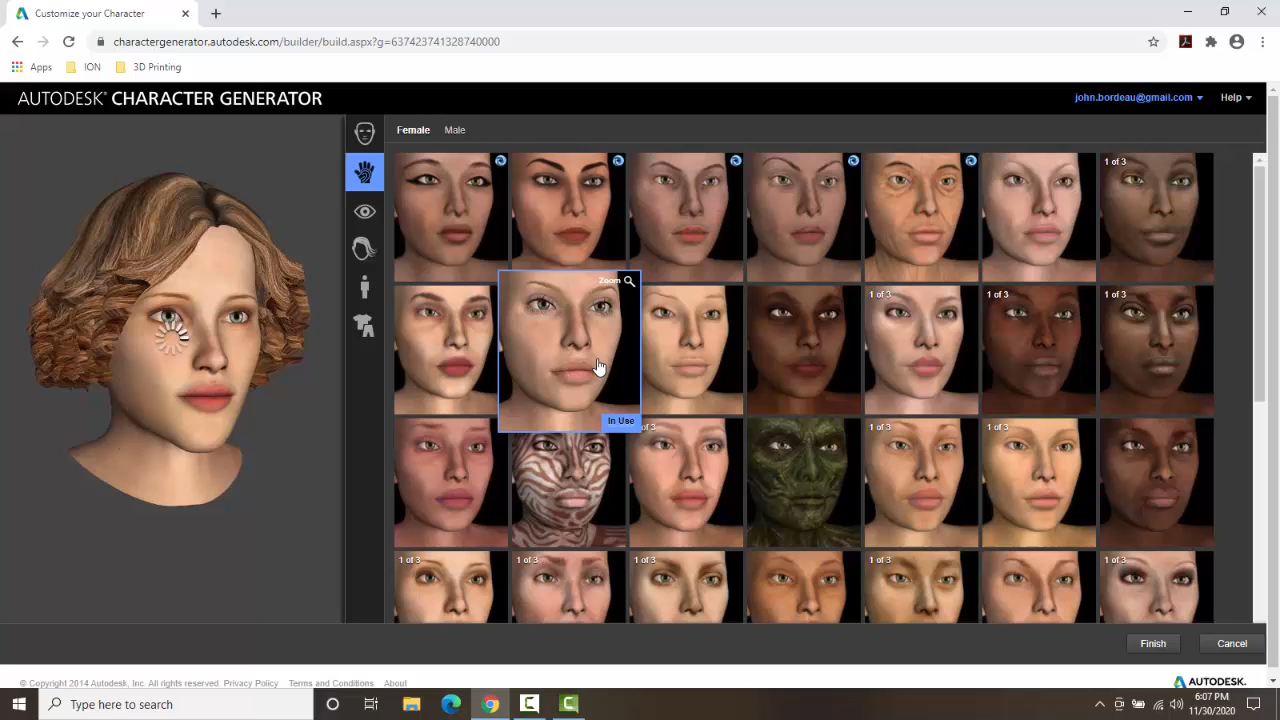 Customize your Character
charactergenerator.autodesk.com/builder/build.aspx?g=637423741328740000
Apps ION 3D Printing
AUTODESK® CHARACTER GENERATOR john.bordeau@gmail.com Help
Female Male
1 of 3
Zoom
1 of 3 1 of 3 1 of 3
In Use
of 3 1 of 3 1 of 3
1 of 3 1 of 3 1 of 3 1 of 3 1 of 3 1 of 3
Finish Cancel
© Copyright 2014 Autodesk, Inc. All rights reserved. Privacy Policy Terms and Conditions About
AUTODESK.
Type here to search
6:07 PM
11/30/2020